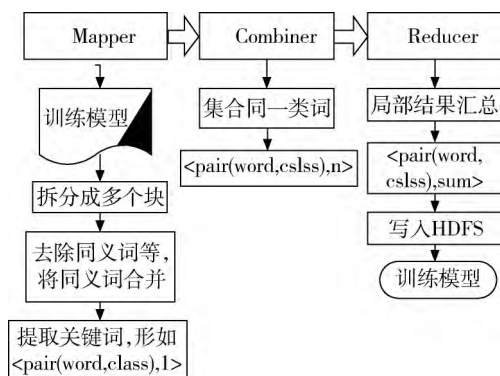 Mapper
Combiner
Reducer
训练模型
拆分成多个块
去除同义词等，
将同义词合并
提取关键词，形如
<pair(word,class),1>
集合同一类词
<pair(word,cslss),n>
局部结果汇总
<pair(word,
cslss),sum>
写入HDFS
训练模型